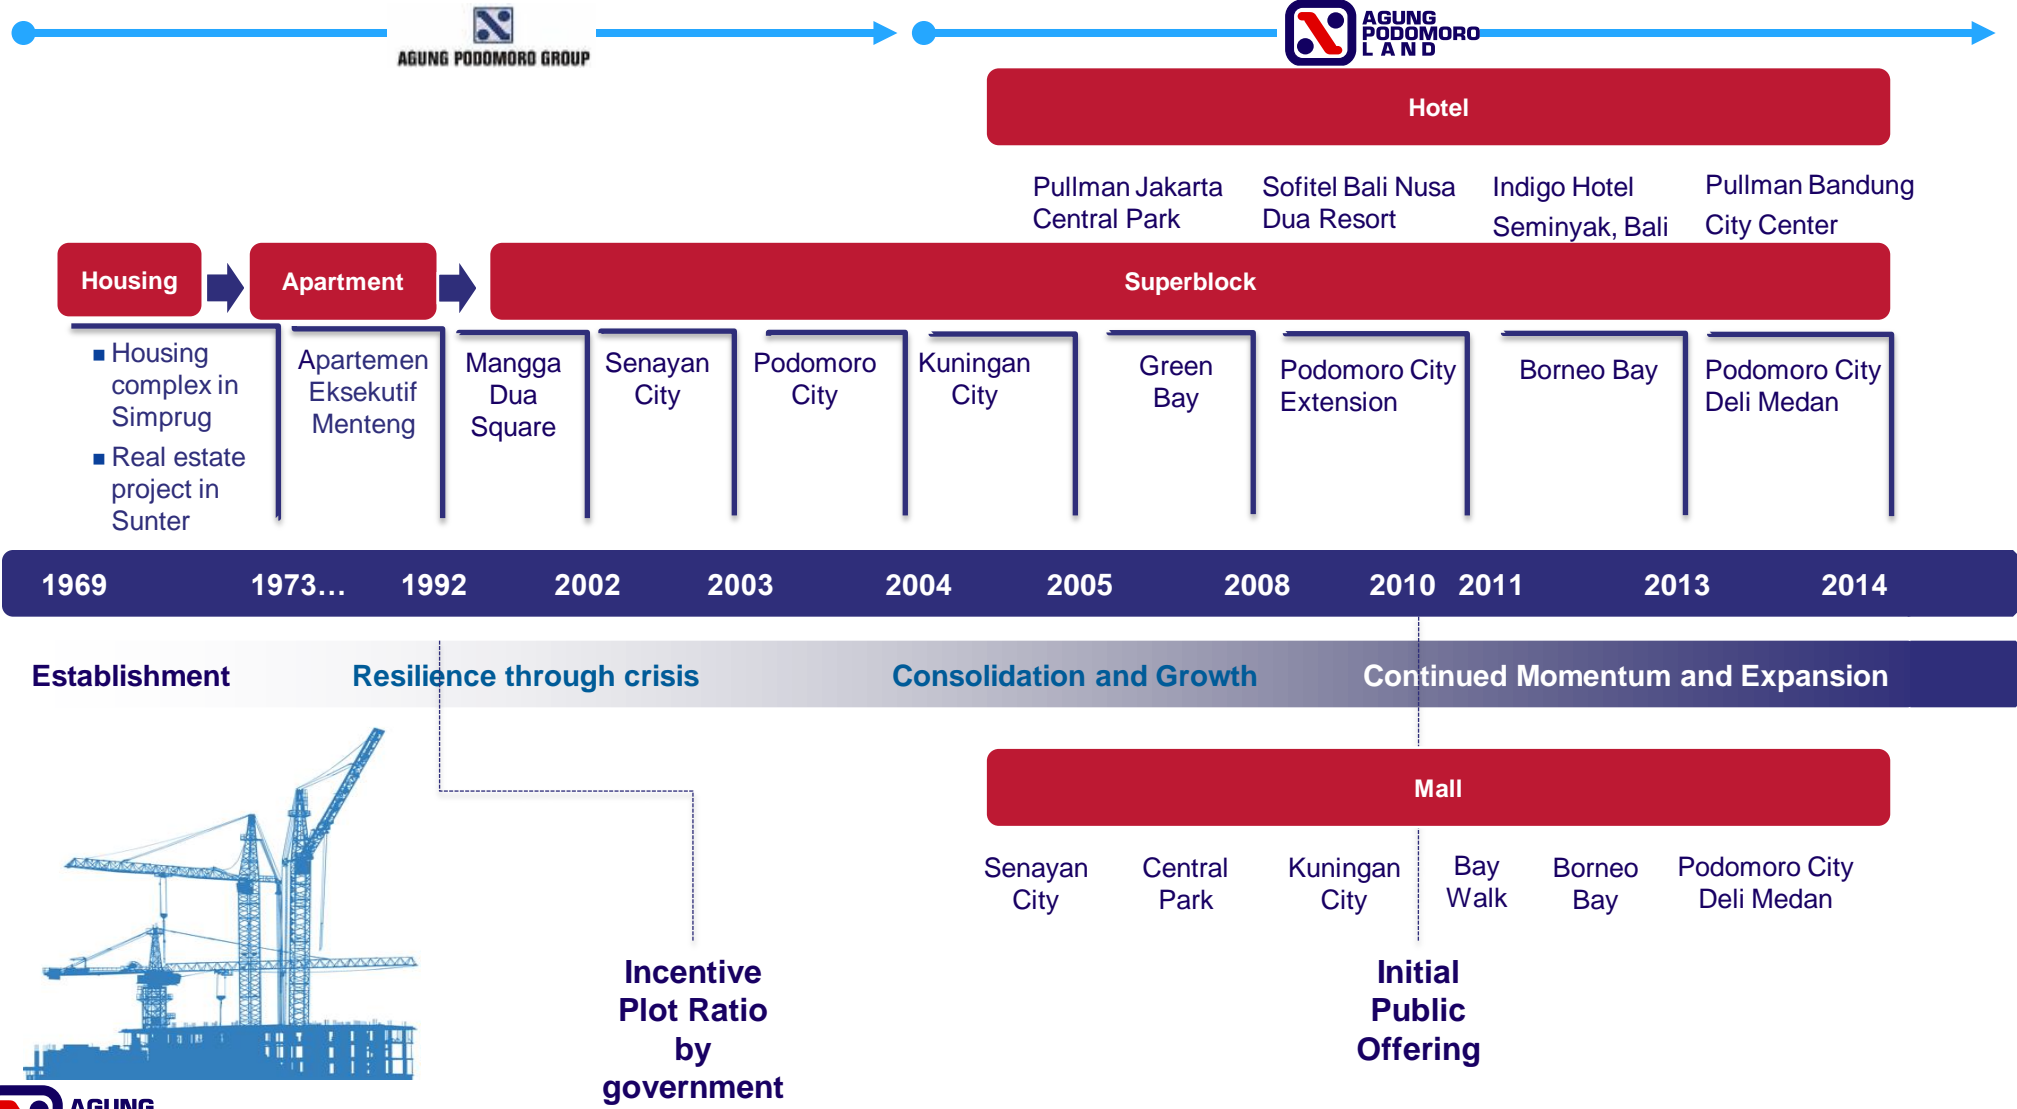 AGUNG PODOMORO GROUP
AGUNG
PODOMORO
LAND
Hotel
Pullman Jakarta
Central Park
Sofitel Bali Nusa
Dua Resort
Indigo Hotel
Seminyak, Bali
Pullman Bandung
City Center
Housing
Apartment
Superblock
Housing
complex in
Simprug
Real estate
project in
Sunter
Apartemen
Eksekutif
Menteng
Mangga
Dua
Square
Senayan
City
Podomoro
City
Kuningan
City
Green
Bay
Podomoro City
Extension
Borneo Bay
Podomoro City
Deli Medan
1969 1973… 1992 2002 2003 2004 2005 2008 2010 2011 2013 2014
Establishment Resilience through crisis Consolidation and Growth Continued Momentum and Expansion
Mall
Senayan
City
Central
Park
Kuningan
City
Bay
Walk
Borneo
Bay
Podomoro City
Deli Medan
Incentive
Plot Ratio
by
government
Initial
Public
Offering
AGUNG